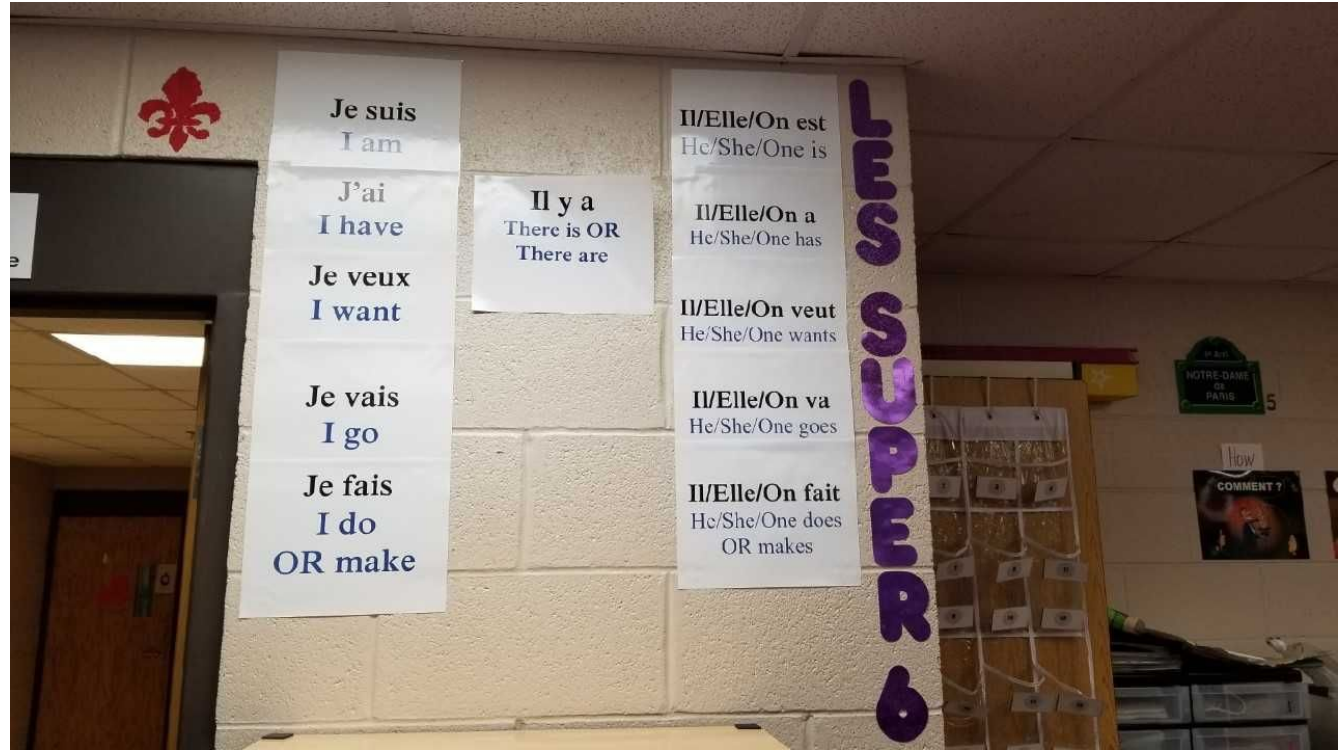 Je suis
I am
J'ai
I have
Je veux
I want
Je vais
I go
Je fais
I do
OR make
Il y a
There is OR
There are
Il/Elle/On est
He/She/One is
Il/Elle/On a
He/She/One has
Il/Elle/On veut
He/She/One wants
Il/Elle/On va
He/She/One goes
Il/Elle/On fait
He/She/One does
OR makes
LES SUPER 6
NOTRE-DAME
DE
PARIS
5
How
COMMENT ?
e